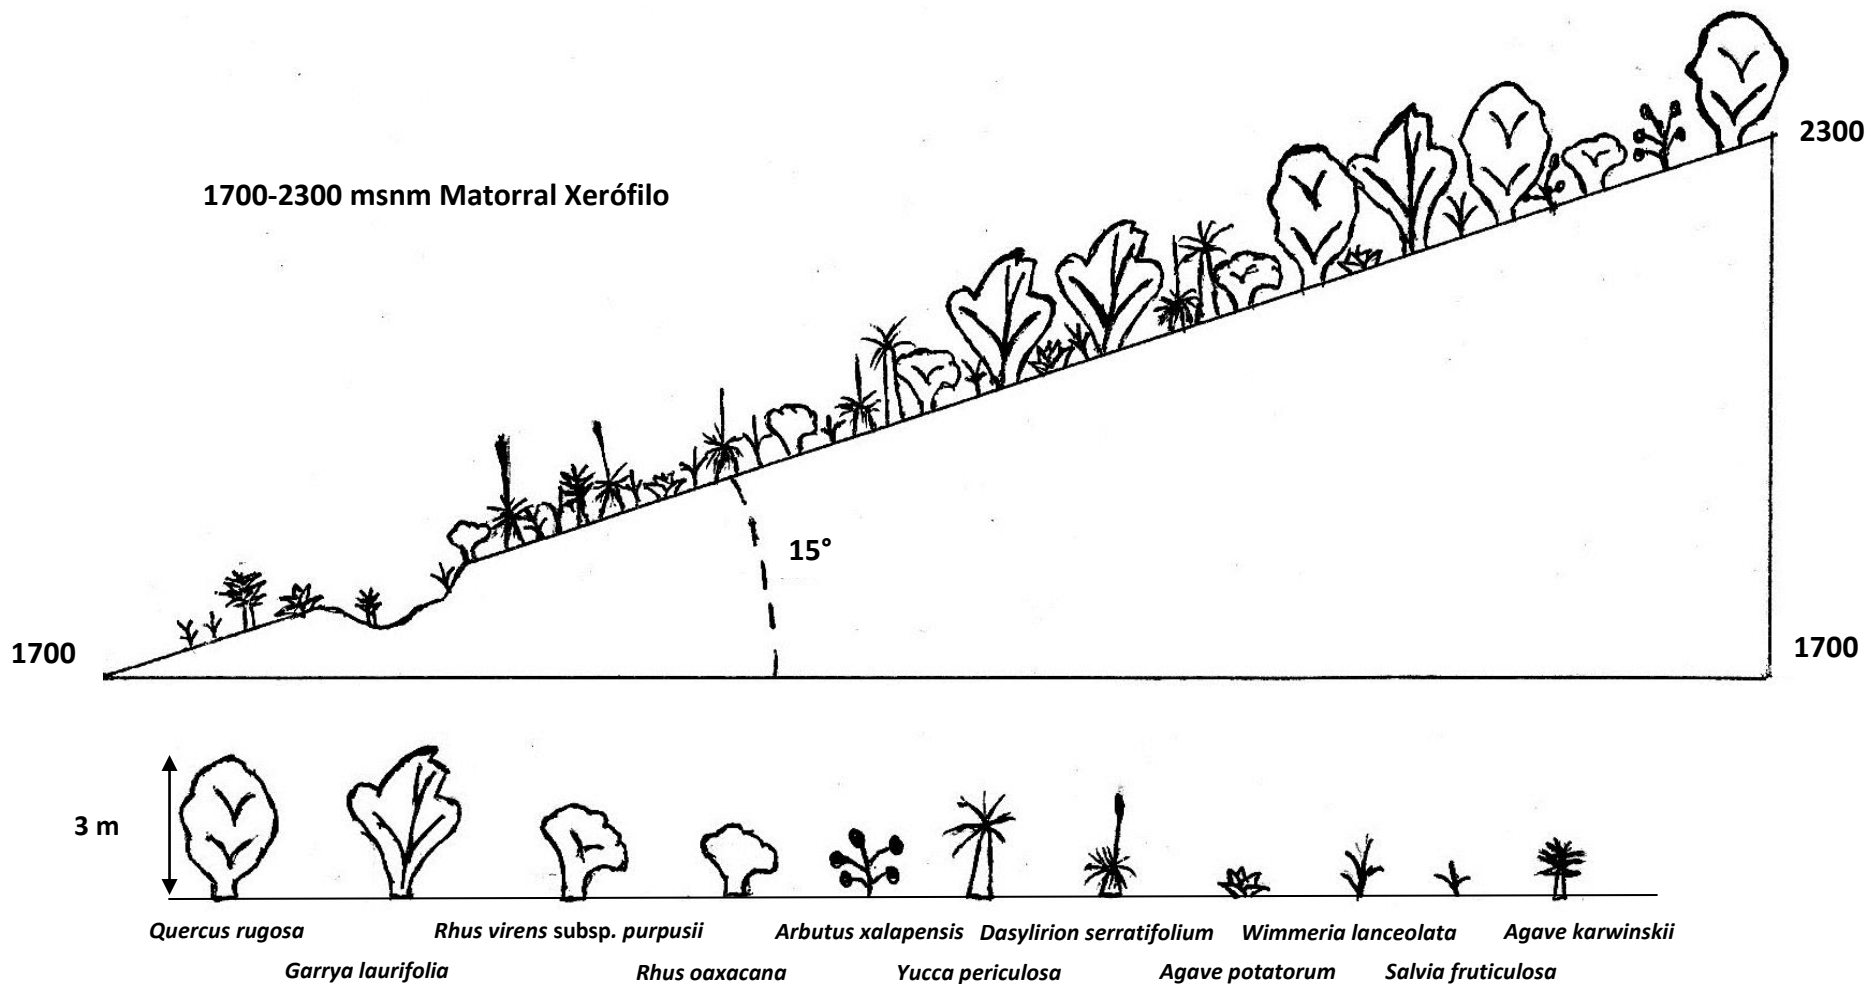 2300
1700-2300 msnm Matorral Xerófilo
15°
1700
1700
3 m
Quercus rugosa
Rhus virens subsp. purpusii
Arbutus xalapensis
Dasylirion serratifolium
Wimmeria lanceolata
Agave karwinskii
Garrya laurifolia
Rhus oaxacana
Yucca periculosa
Agave potatorum
Salvia fruticulosa